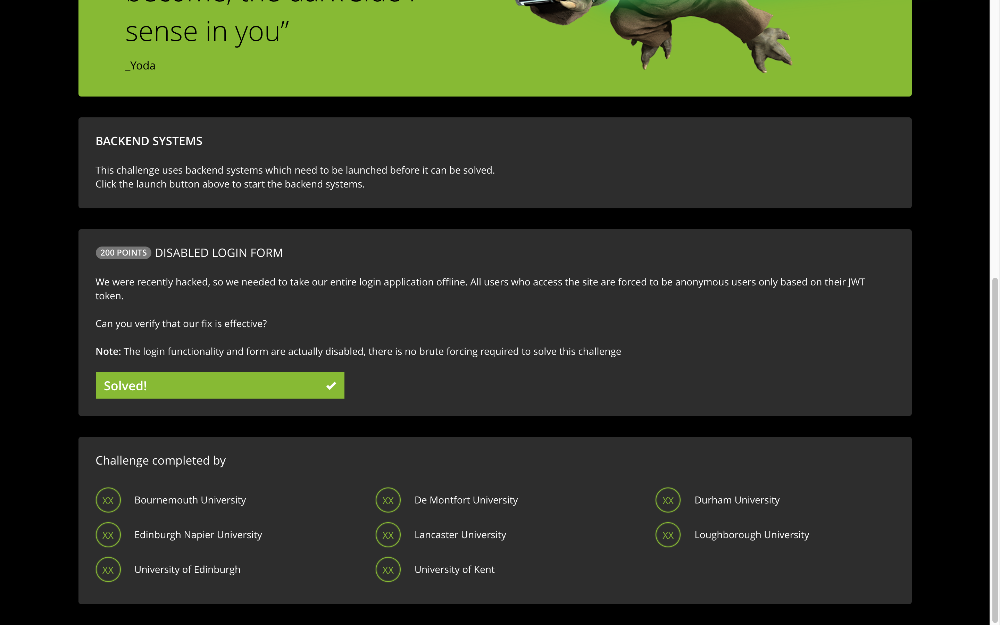 sense in you”
_Yoda
BACKEND SYSTEMS
This challenge uses backend systems which need to be launched before it can be solved.
Click the launch button above to start the backend systems.
200 POINTS DISABLED LOGIN FORM
We were recently hacked, so we needed to take our entire login application offline. All users who access the site are forced to be anonymous users only based on their JWT
token.
Can you verify that our fix is effective?
Note: The login functionality and form are actually disabled, there is no brute forcing required to solve this challenge
Solved!
Challenge completed by
XX Bournemouth University XX De Montfort University XX Durham University
XX Edinburgh Napier University XX Lancaster University XX Loughborough University
XX University of Edinburgh XX University of Kent